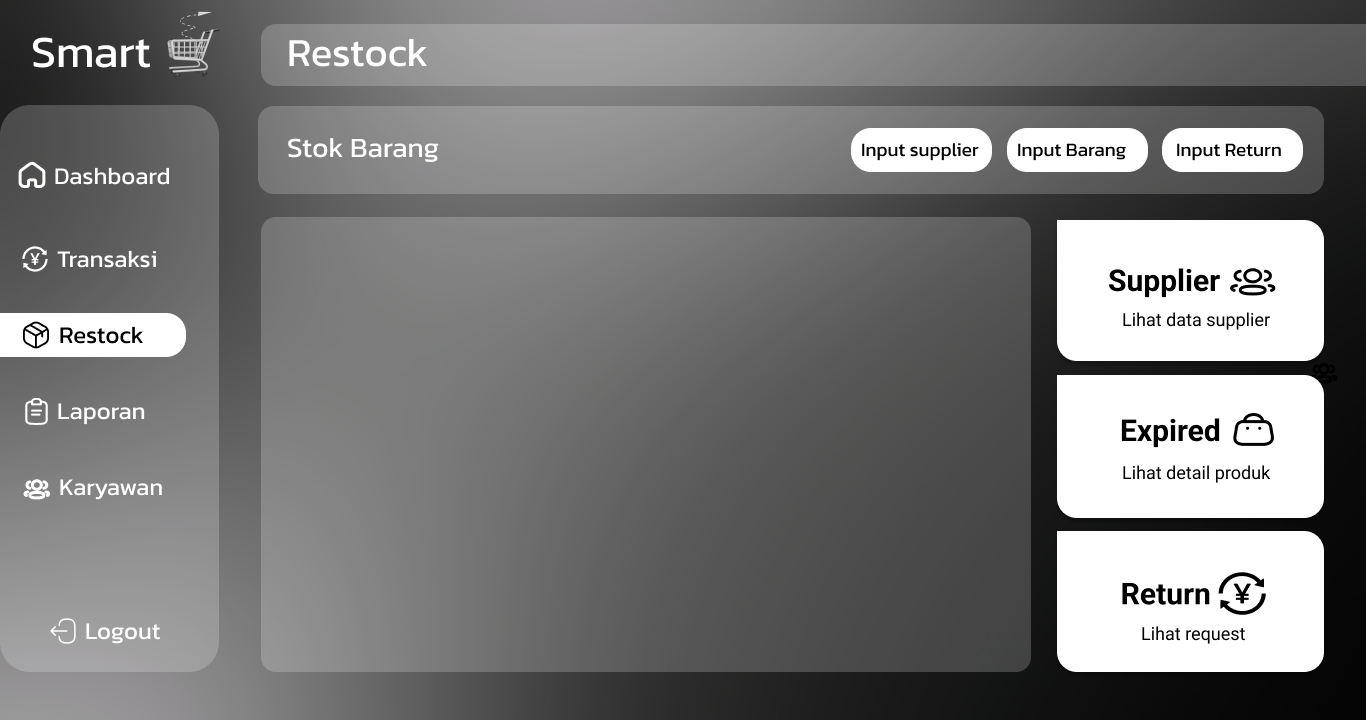 Smart
Restock
Stok Barang
Input supplier
Input Barang
Input Return
Dashboard
Transaksi
Restock
Laporan
Karyawan
Logout
Supplier
Lihat data supplier
Expired
Lihat detail produk
Return
Lihat request